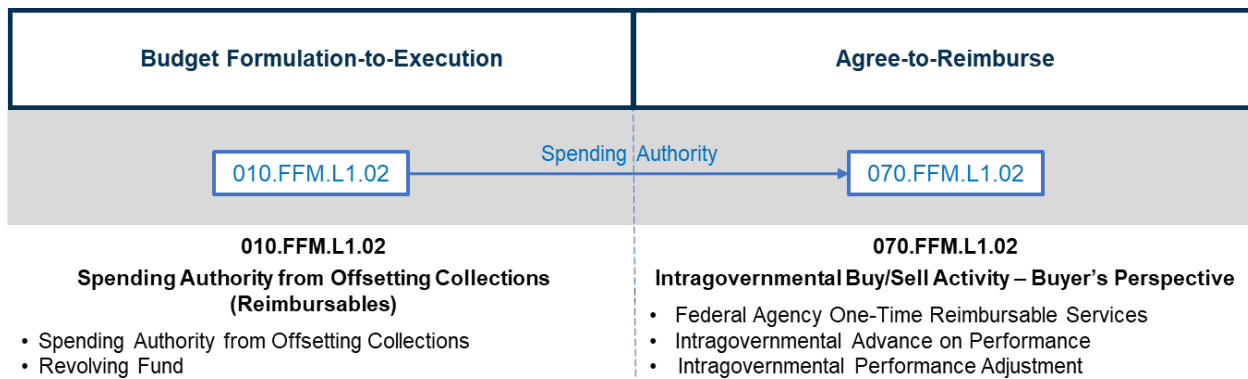 Budget Formulation-to-Execution
Agree-to-Reimburse
Spending Authority
010.FFM.L1.02
070.FFM.L1.02
010.FFM.L1.02
Spending Authority from Offsetting Collections
(Reimbursables)
• Spending Authority from Offsetting Collections
• Revolving Fund
070.FFM.L1.02
Intragovernmental Buy/Sell Activity – Buyer's Perspective
• Federal Agency One-Time Reimbursable Services
• Intragovernmental Advance on Performance
• Intragovernmental Performance Adjustment